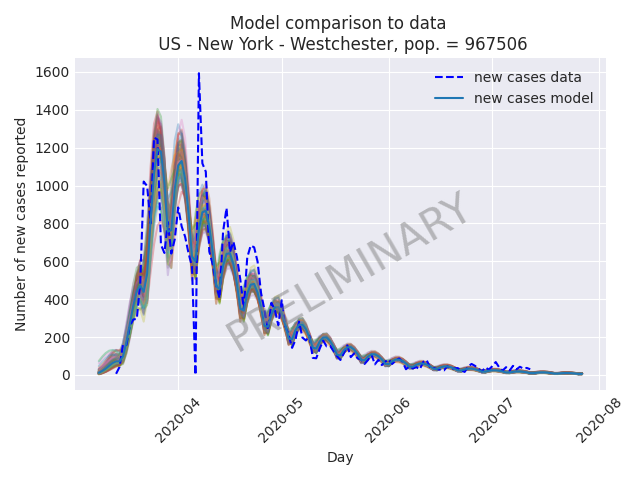 Model comparison to data
US - New York - Westchester, pop. = 967506
new cases data
new cases model
Number of new cases reported
1600
1400
1200
1000
800
600
400
200
0
PRELIMINARY
2020-04
2020-05
2020-06
2020-07
2020-08
Day